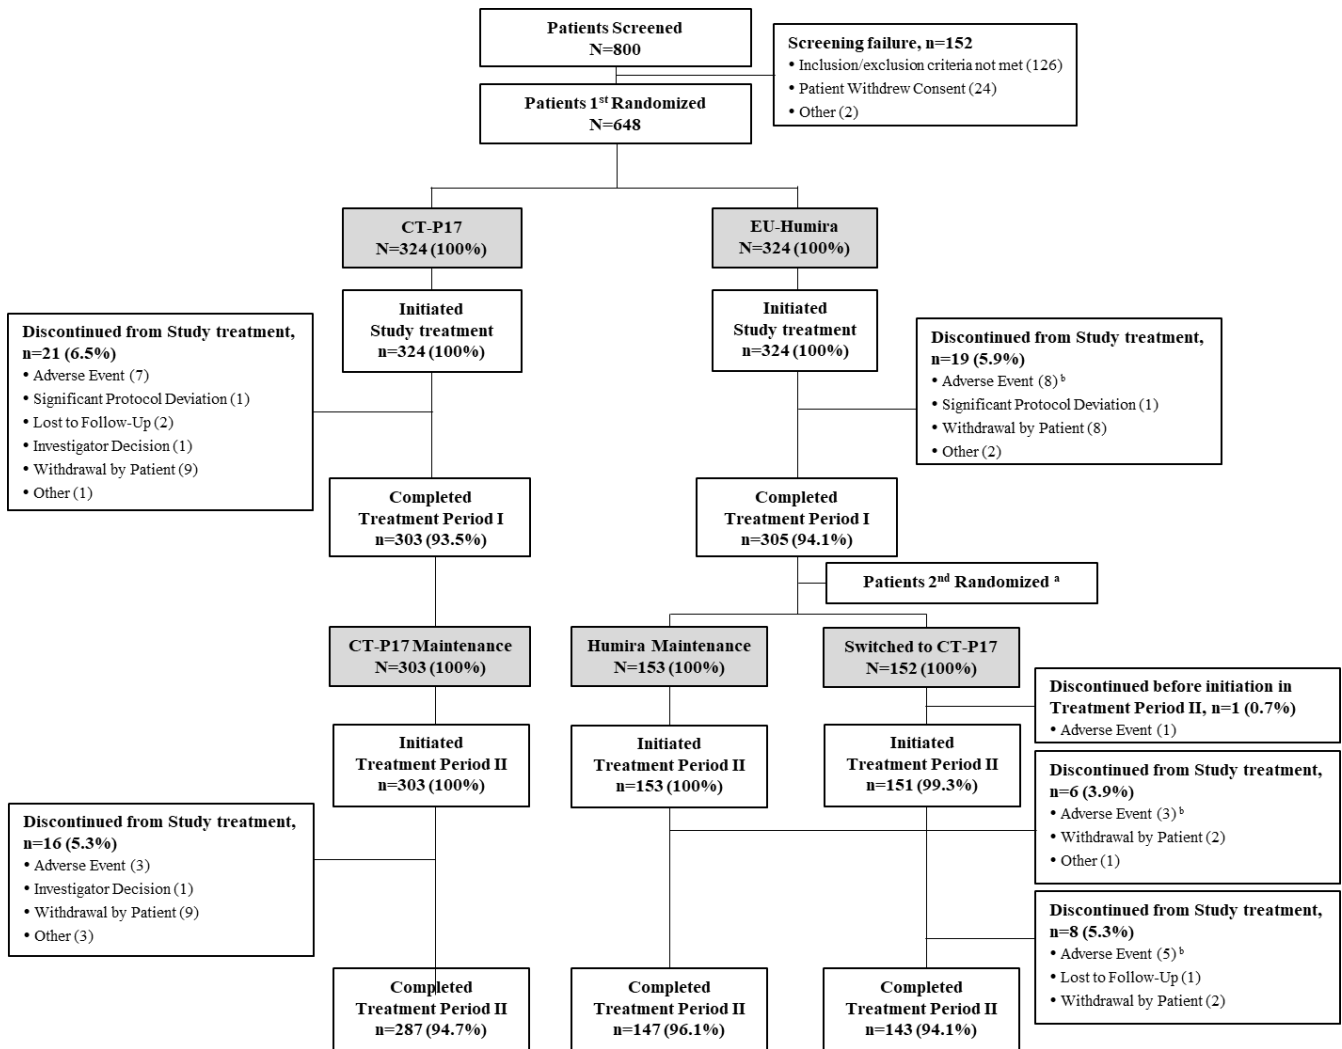 Patients Screened
N=800
Screening failure, n=152
• Inclusion/exclusion criteria not met (126)
• Patient Withdrew Consent (24)
• Other (2)
Patients 1st Randomized
N=648
CT-P17
N=324 (100%)
EU-Humira
N=324 (100%)
Initiated
Study treatment
n=324 (100%)
Initiated
Study treatment
n=324 (100%)
Discontinued from Study treatment,
n=21 (6.5%)
• Adverse Event (7)
• Significant Protocol Deviation (1)
• Lost to Follow-Up (2)
• Investigator Decision (1)
• Withdrawal by Patient (9)
• Other (1)
Discontinued from Study treatment,
n=19 (5.9%)
• Adverse Event (8) b
• Significant Protocol Deviation (1)
• Withdrawal by Patient (8)
• Other (2)
Completed
Treatment Period I
n=303 (93.5%)
Completed
Treatment Period I
n=305 (94.1%)
Patients 2nd Randomized a
CT-P17 Maintenance
N=303 (100%)
Humira Maintenance
N=153 (100%)
Switched to CT-P17
N=152 (100%)
Discontinued before initiation in
Treatment Period II, n=1 (0.7%)
• Adverse Event (1)
Initiated
Treatment Period II
n=303 (100%)
Initiated
Treatment Period II
n=153 (100%)
Initiated
Treatment Period II
n=151 (99.3%)
Discontinued from Study treatment,
n=6 (3.9%)
• Adverse Event (3) b
• Withdrawal by Patient (2)
• Other (1)
Discontinued from Study treatment,
n=16 (5.3%)
• Adverse Event (3)
• Investigator Decision (1)
• Withdrawal by Patient (9)
• Other (3)
Discontinued from Study treatment,
n=8 (5.3%)
• Adverse Event (5) b
• Lost to Follow-Up (1)
• Withdrawal by Patient (2)
Completed
Treatment Period II
n=287 (94.7%)
Completed
Treatment Period II
n=147 (96.1%)
Completed
Treatment Period II
n=143 (94.1%)